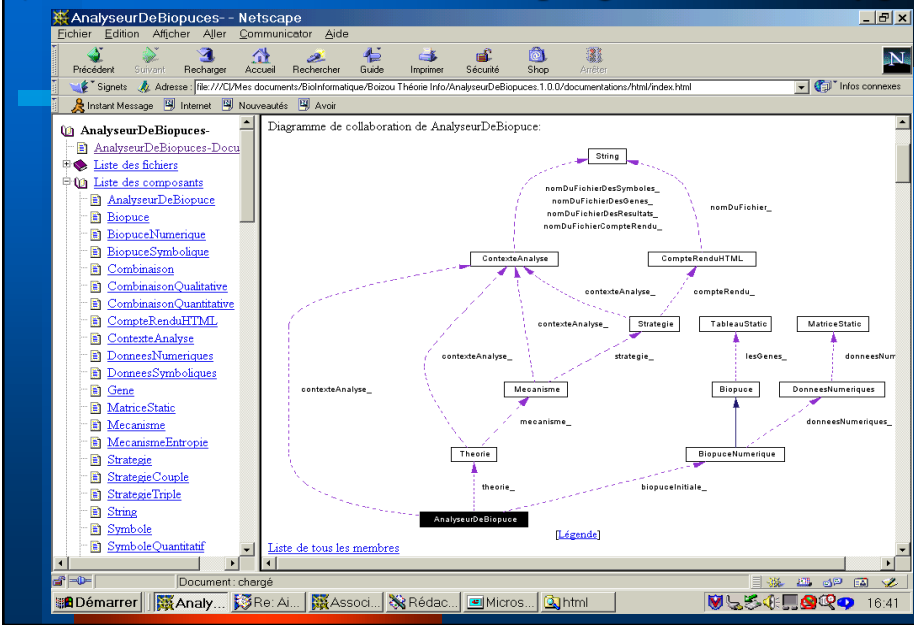 AnalyseurDeBiopuces- - Netscape
Fichier Edition Afficher Aller Communicator Aide
Précédent Suivant Recharger Accueil Rechercher Guide Imprimer Sécurité Shop Arrêter
Signets Adresse : file:///C|/Mes documents/BioInformatique/Boizou Théorie Info/AnalyseurDeBiopuces.1.0.0/documentations/html/index.html Infos connexes
Instant Message Internet Nouveautés Avoir
AnalyseurDeBiopuces-
AnalyseurDeBiopuces-Docu
Liste des fichiers
Liste des composants
AnalyseurDeBiopuce
Biopuce
BiopuceNumerique
BiopuceSymbolique
Combinaison
CombinaisonQualitative
CombinaisonQuantitative
CompteRenduHTML
ContexteAnalyse
DonneesNumeriques
DonneesSymboliques
Gene
MatriceStatic
Mecanisme
MecanismeEntropie
Strategie
StrategieCouple
StrategieTriple
String
Symbole
SymboleQuantitatif
Diagramme de collaboration de AnalyseurDeBiopuce:
String
nomDuFichierDesSymboles_
nomDuFichierDesGenes_
nomDuFichierDesResultats_
nomDuFichierCompteRendu_
nomDuFichier_
ContexteAnalyse CompteRenduHTML
contexteAnalyse_ compteRendu_
contexteAnalyse_ Strategie TableauStatic MatriceStatic
contexteAnalyse_ strategie_ lesGenes_ donneesNum
contexteAnalyse_ Mecanisme Biopuce DonneesNumeriques
mecanisme_ donneesNumeriques_
Theorie BiopuceNumerique
theorie_ biopuceInitiale_
AnalyseurDeBiopuce
[Légende]
Liste de tous les membres
Document : chargé
Démarrer Analy... Re: Ai... Associ... Rédac... Micros... html 16:41